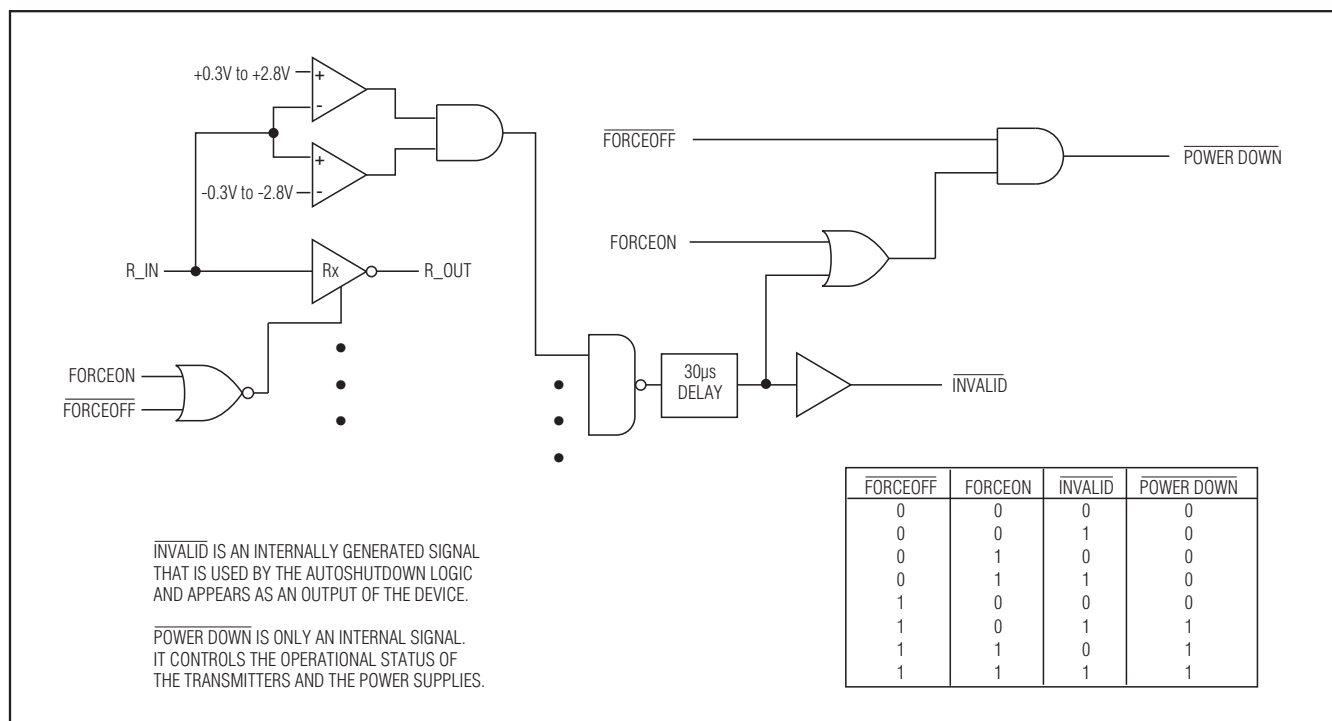 +0.3V to +2.8V
+
-
+
-
-0.3V to -2.8V
R_IN
Rx
R_OUT
FORCEON
FORCEOFF
FORCEOFF
POWER DOWN
FORCEON
30µs
DELAY
INVALID
FORCEOFF FORCEON INVALID POWER DOWN
0 0 0 0
0 0 1 0
0 1 0 0
0 1 1 0
1 0 0 0
1 0 1 1
1 1 0 1
1 1 1 1
INVALID IS AN INTERNALLY GENERATED SIGNAL
THAT IS USED BY THE AUTOSHUTDOWN LOGIC
AND APPEARS AS AN OUTPUT OF THE DEVICE.
POWER DOWN IS ONLY AN INTERNAL SIGNAL.
IT CONTROLS THE OPERATIONAL STATUS OF
THE TRANSMITTERS AND THE POWER SUPPLIES.